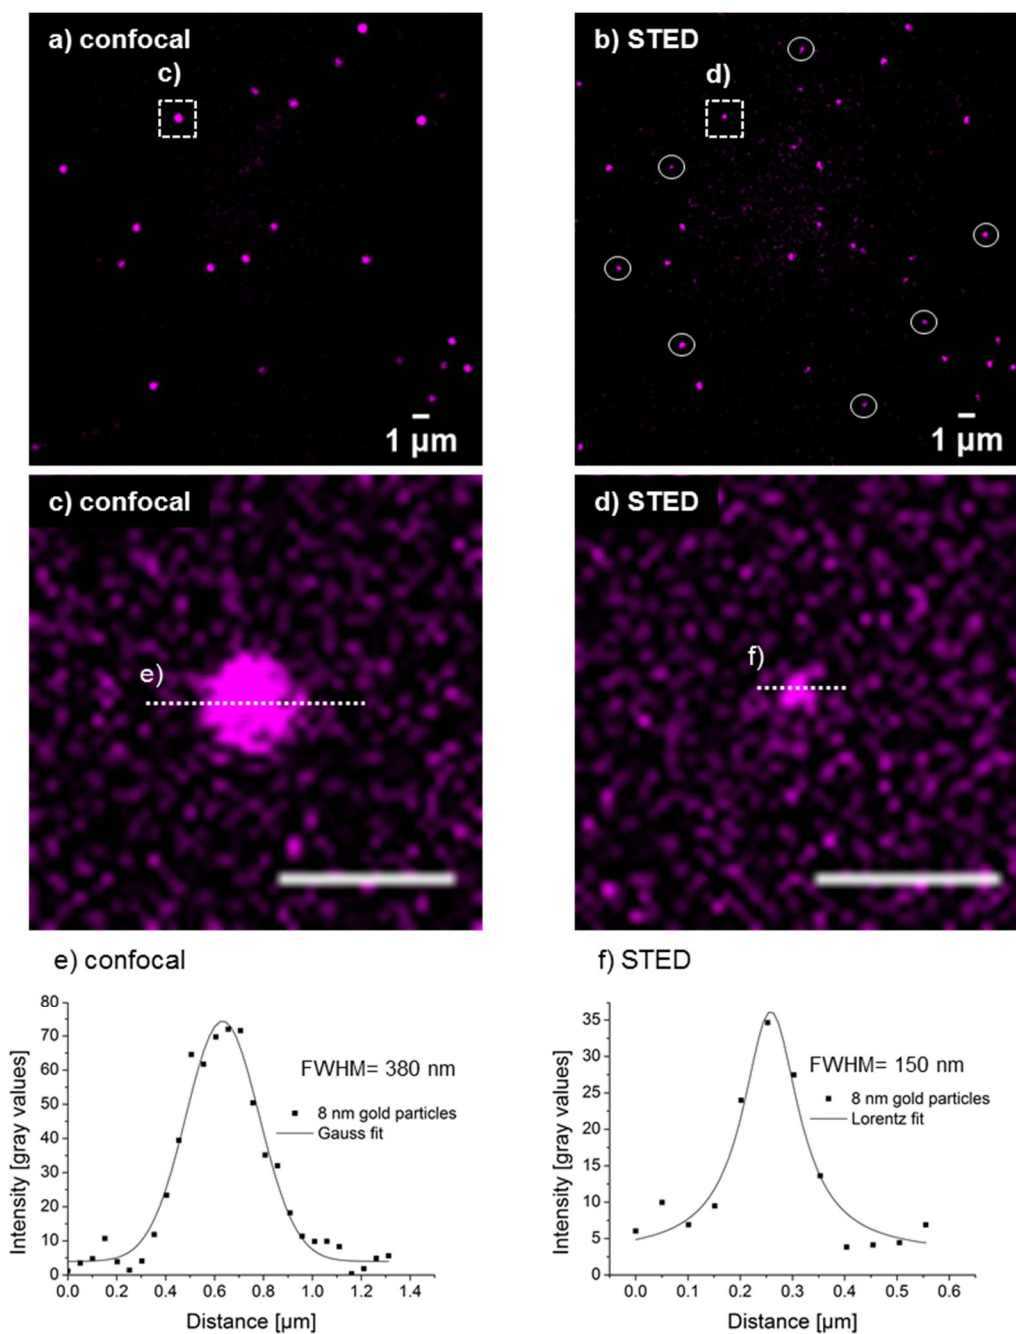 a) confocal
c)
1 µm
b) STED
d)
1 µm
c) confocal
e)
d) STED
f)
e) confocal
80
70
60
50
40
30
20
10
0
0.0 0.2 0.4 0.6 0.8 1.0 1.2 1.4
Intensity [gray values]
Distance [µm]
FWHM= 380 nm
8 nm gold particles
Gauss fit
f) STED
35
30
25
20
15
10
5
0
0.0 0.1 0.2 0.3 0.4 0.5 0.6
Intensity [gray values]
Distance [µm]
FWHM= 150 nm
8 nm gold particles
Lorentz fit